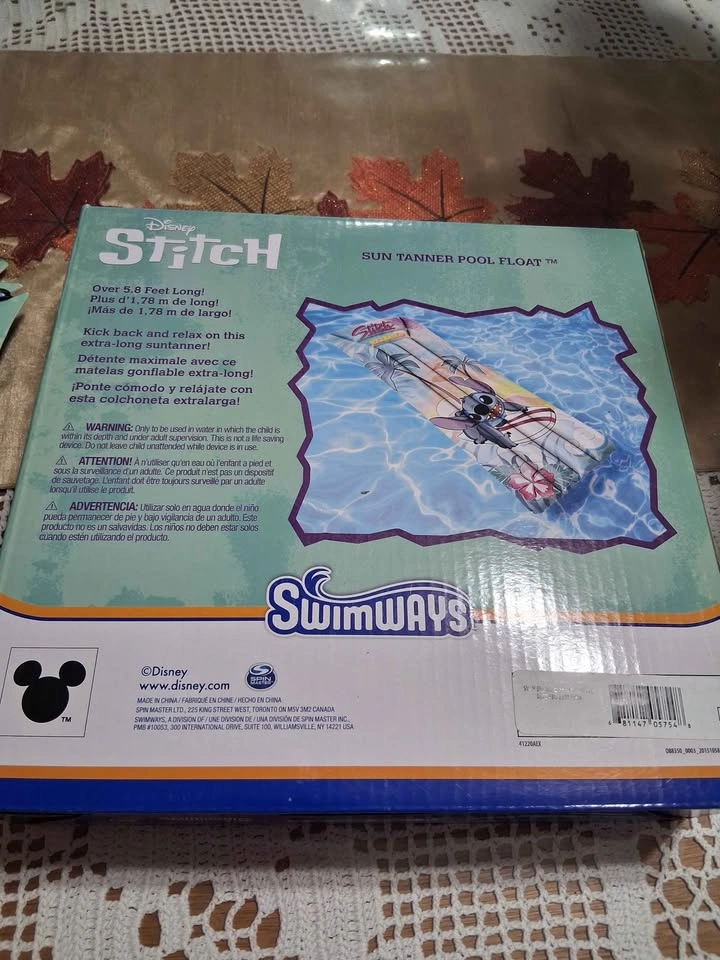 Disney
Stitch
SUN TANNER POOL FLOAT ™
Over 5.8 Feet Long!
Plus d'1,78 m de long!
¡Más de 1,78 m de largo!
Kick back and relax on this
extra-long suntanner!
Détente maximale avec ce
matelas gonflable extra-long!
¡Ponte cómodo y relájate con
esta colchoneta extralarga!
WARNING: Only to be used in water in which the child is
within its depth and under adult supervision. This is not a life saving
device. Do not leave child unattended while device is in use.
ATTENTION! À n'utiliser qu'en eau où l'enfant a pied et
sous la surveillance d'un adulte. Ce produit n'est pas un dispositif
de sauvetage. L'enfant doit être toujours surveillé par un adulte
lorsqu'il utilise le produit.
ADVERTENCIA: Utilizar solo en agua donde el niño
pueda permanecer de pie y bajo vigilancia de un adulto. Este
producto no es un salvavidas. Los niños no deben estar solos
cuando estén utilizando el producto.
Stitch
SWIMWAYS
TM
©Disney
www.disney.com
SPIN MASTER
MADE IN CHINA / FABRIQUÉ EN CHINE / HECHO EN CHINA
SPIN MASTER LTD., 225 KING STREET WEST, TORONTO ON M5V 3M2 CANADA
SWIMWAYS, A DIVISION OF / UNE DIVISION DE / UNA DIVISIÓN DE SPIN MASTER INC.,
PMB #10053, 300 INTERNATIONAL DRIVE, SUITE 100, WILLIAMSVILLE, NY 14221 USA
81147 05754
41220AEX